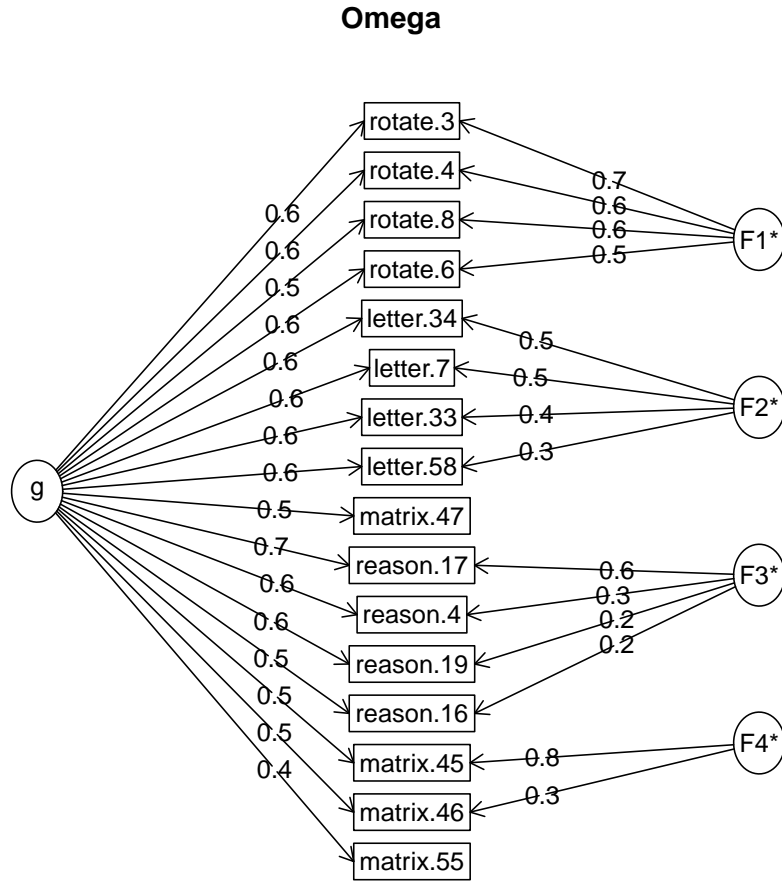 Omega
rotate.3
rotate.4
rotate.8
rotate.6
letter.34
letter.7
letter.33
letter.58
matrix.47
reason.17
reason.4
reason.19
reason.16
matrix.45
matrix.46
matrix.55
g
0.6
0.6
0.5
0.6
0.6
0.6
0.6
0.6
0.5
0.7
0.6
0.6
0.5
0.5
0.5
0.4
F1*
0.7
0.6
0.6
0.5
F2*
0.5
0.5
0.4
0.3
F3*
0.6
0.3
0.2
0.2
F4*
0.8
0.3